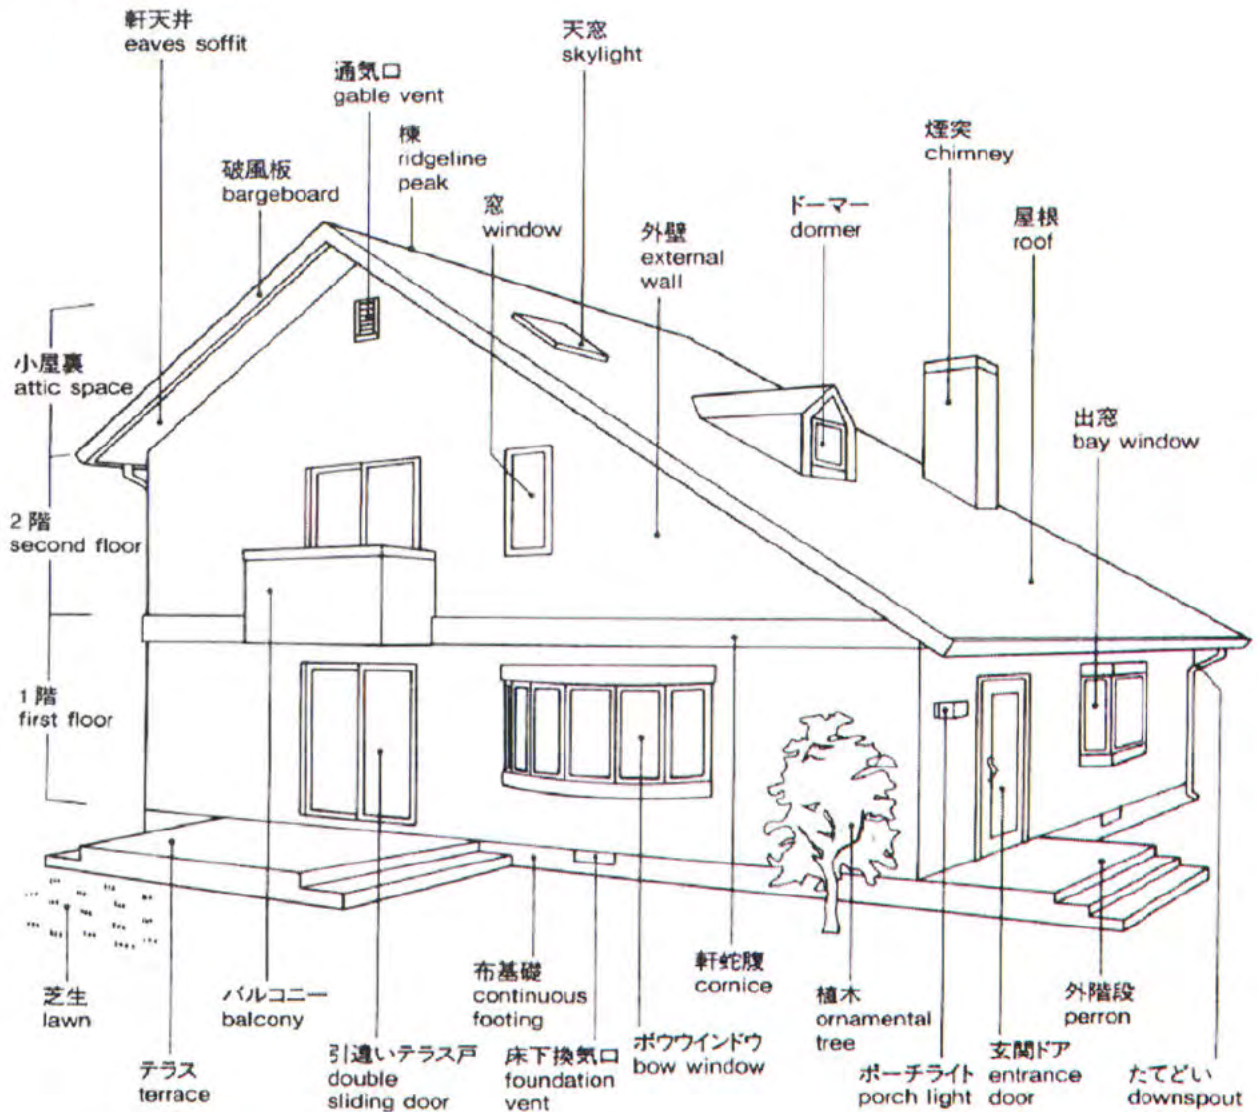 軒天井
eaves soffit
天窓
skylight
通気口
gable vent
棟
ridgeline
peak
煙突
chimney
破風板
bargeboard
窓
window
ドーマー
dormer
屋根
roof
外壁
external
wall
小屋裏
attic space
出窓
bay window
2階
second floor
1階
first floor
芝生
lawn
バルコニー
balcony
布基礎
continuous
footing
軒蛇腹
cornice
植木
ornamental
tree
外階段
perron
テラス
terrace
引違いテラス戸
double
sliding door
床下換気口
foundation
vent
ボウウインドウ
bow window
ポーチライト
porch light
玄関ドア
entrance
door
たてどい
downspout